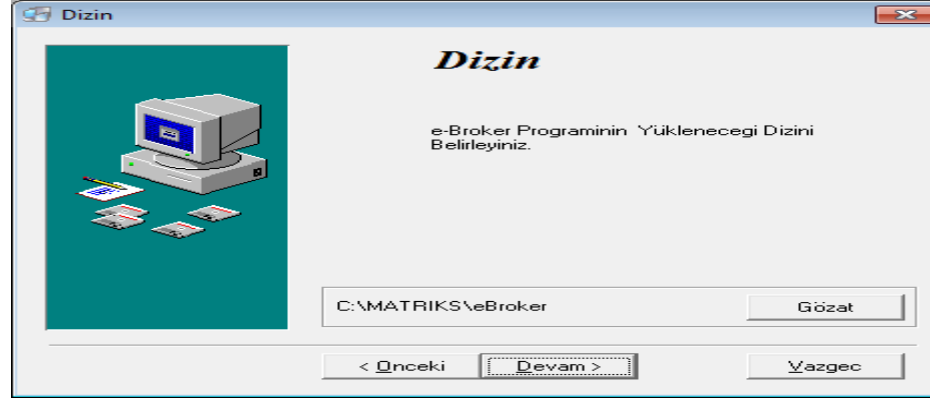 Dizin
Dizin
e-Broker Programinin Yüklenecegi Dizini
Belirleyiniz.
C:\MATRIKS\eBroker
Gözat
< Onceki
Devam >
Vazgec